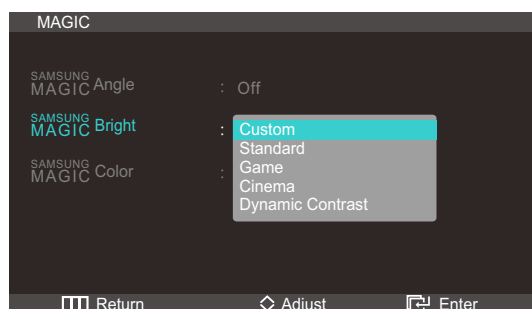 MAGIC
SAMSUNG
MAGIC Angle : Off
SAMSUNG
MAGIC Bright : Custom
Standard
SAMSUNG
MAGIC Color : Game
Cinema
Dynamic Contrast
Return Adjust Enter